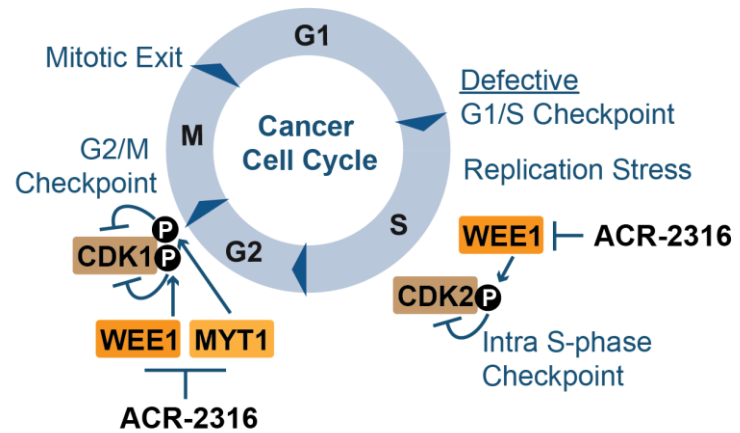 G1
Mitotic Exit
Defective
G1/S Checkpoint
Cancer
Cell Cycle
M
G2/M
Checkpoint
Replication Stress
S
G2
P
P
CDK1
WEE1
ACR-2316
CDK2
P
WEE1
MYT1
Intra S-phase
Checkpoint
ACR-2316